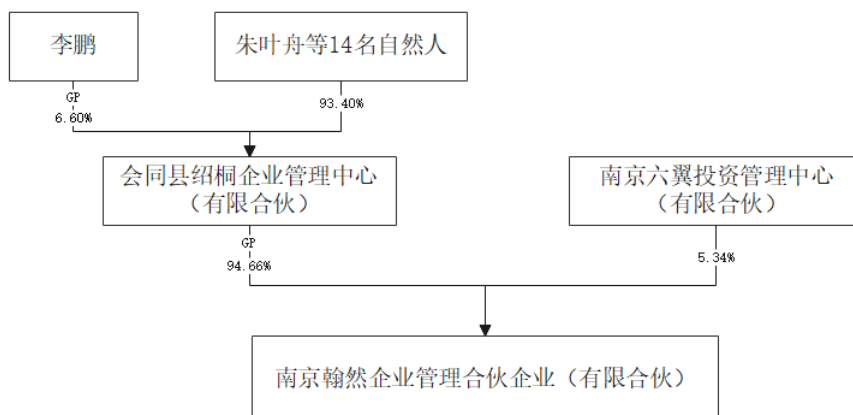 李鹏
朱叶舟等14名自然人
GP
6.60%
93.40%
会同县绍桐企业管理中心
（有限合伙）
南京六翼投资管理中心
（有限合伙）
GP
94.66%
5.34%
南京翰然企业管理合伙企业（有限合伙）